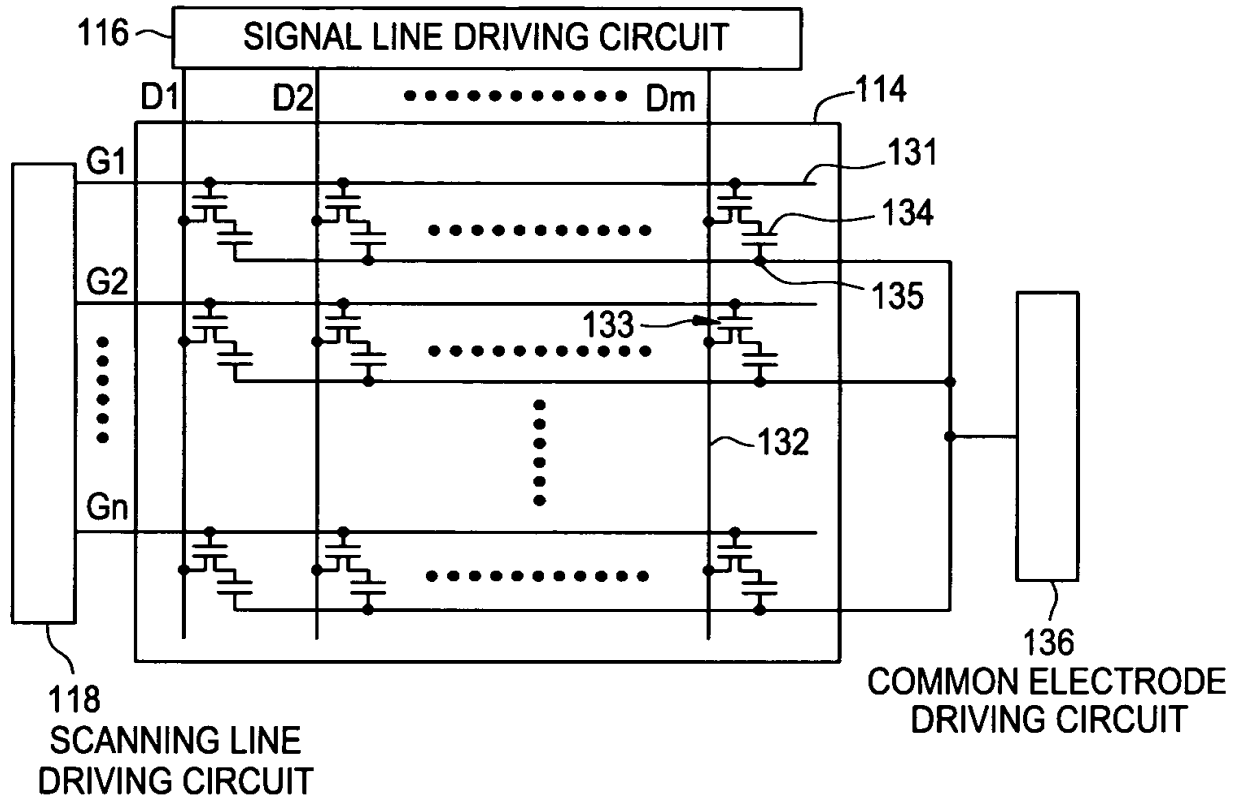 116
SIGNAL LINE DRIVING CIRCUIT
D1
D2
Dm
114
G1
131
134
135
G2
133
132
Gn
118
SCANNING LINE
DRIVING CIRCUIT
136
COMMON ELECTRODE
DRIVING CIRCUIT